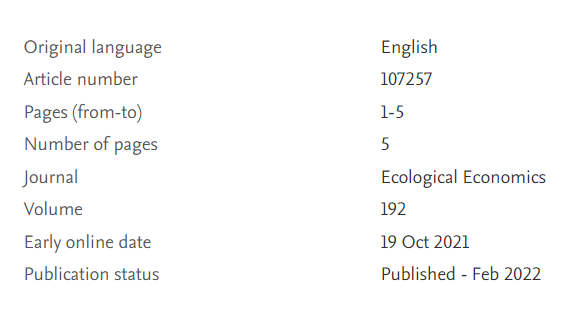 Original language English
Article number 107257
Pages (from-to) 1-5
Number of pages 5
Journal Ecological Economics
Volume 192
Early online date 19 Oct 2021
Publication status Published - Feb 2022